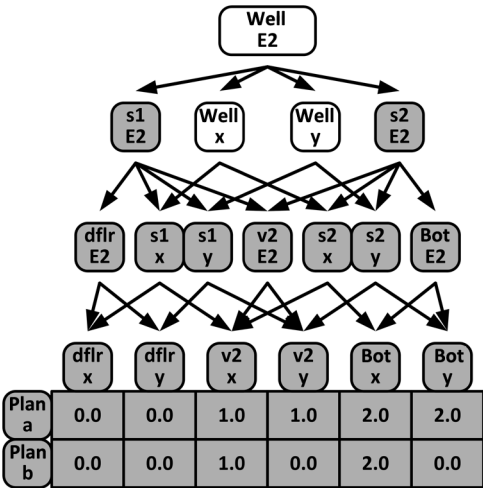 Well
E2
s1 Well Well s2
E2 x y E2
dflr s1 s1 v2 s2 s2 Bot
E2 x y E2 x y E2
dflr dflr v2 v2 Bot Bot
x y x y x y
Plan a 0.0 0.0 1.0 1.0 2.0 2.0
Plan b 0.0 0.0 1.0 0.0 2.0 0.0